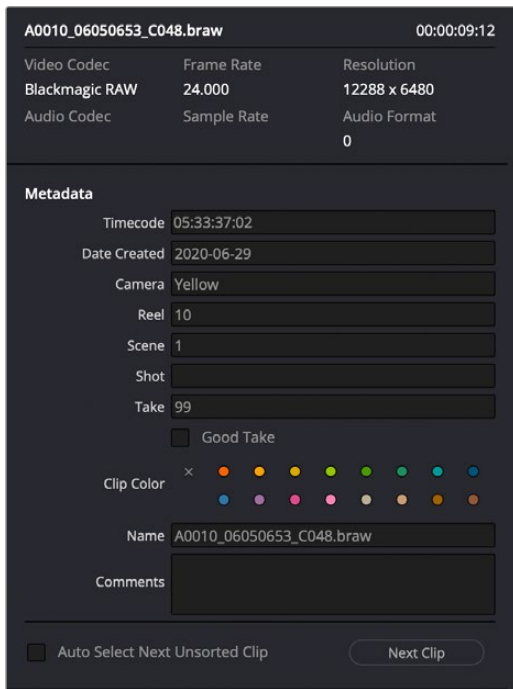 A0010_06050653_C048.braw 00:00:09:12
Video Codec Frame Rate Resolution
Blackmagic RAW 24.000 12288 x 6480
Audio Codec Sample Rate Audio Format
0
Metadata
Timecode 05:33:37:02
Date Created 2020-06-29
Camera Yellow
Reel 10
Scene 1
Shot
Take 99
Good Take
Clip Color
Name A0010_06050653_C048.braw
Comments
Auto Select Next Unsorted Clip Next Clip